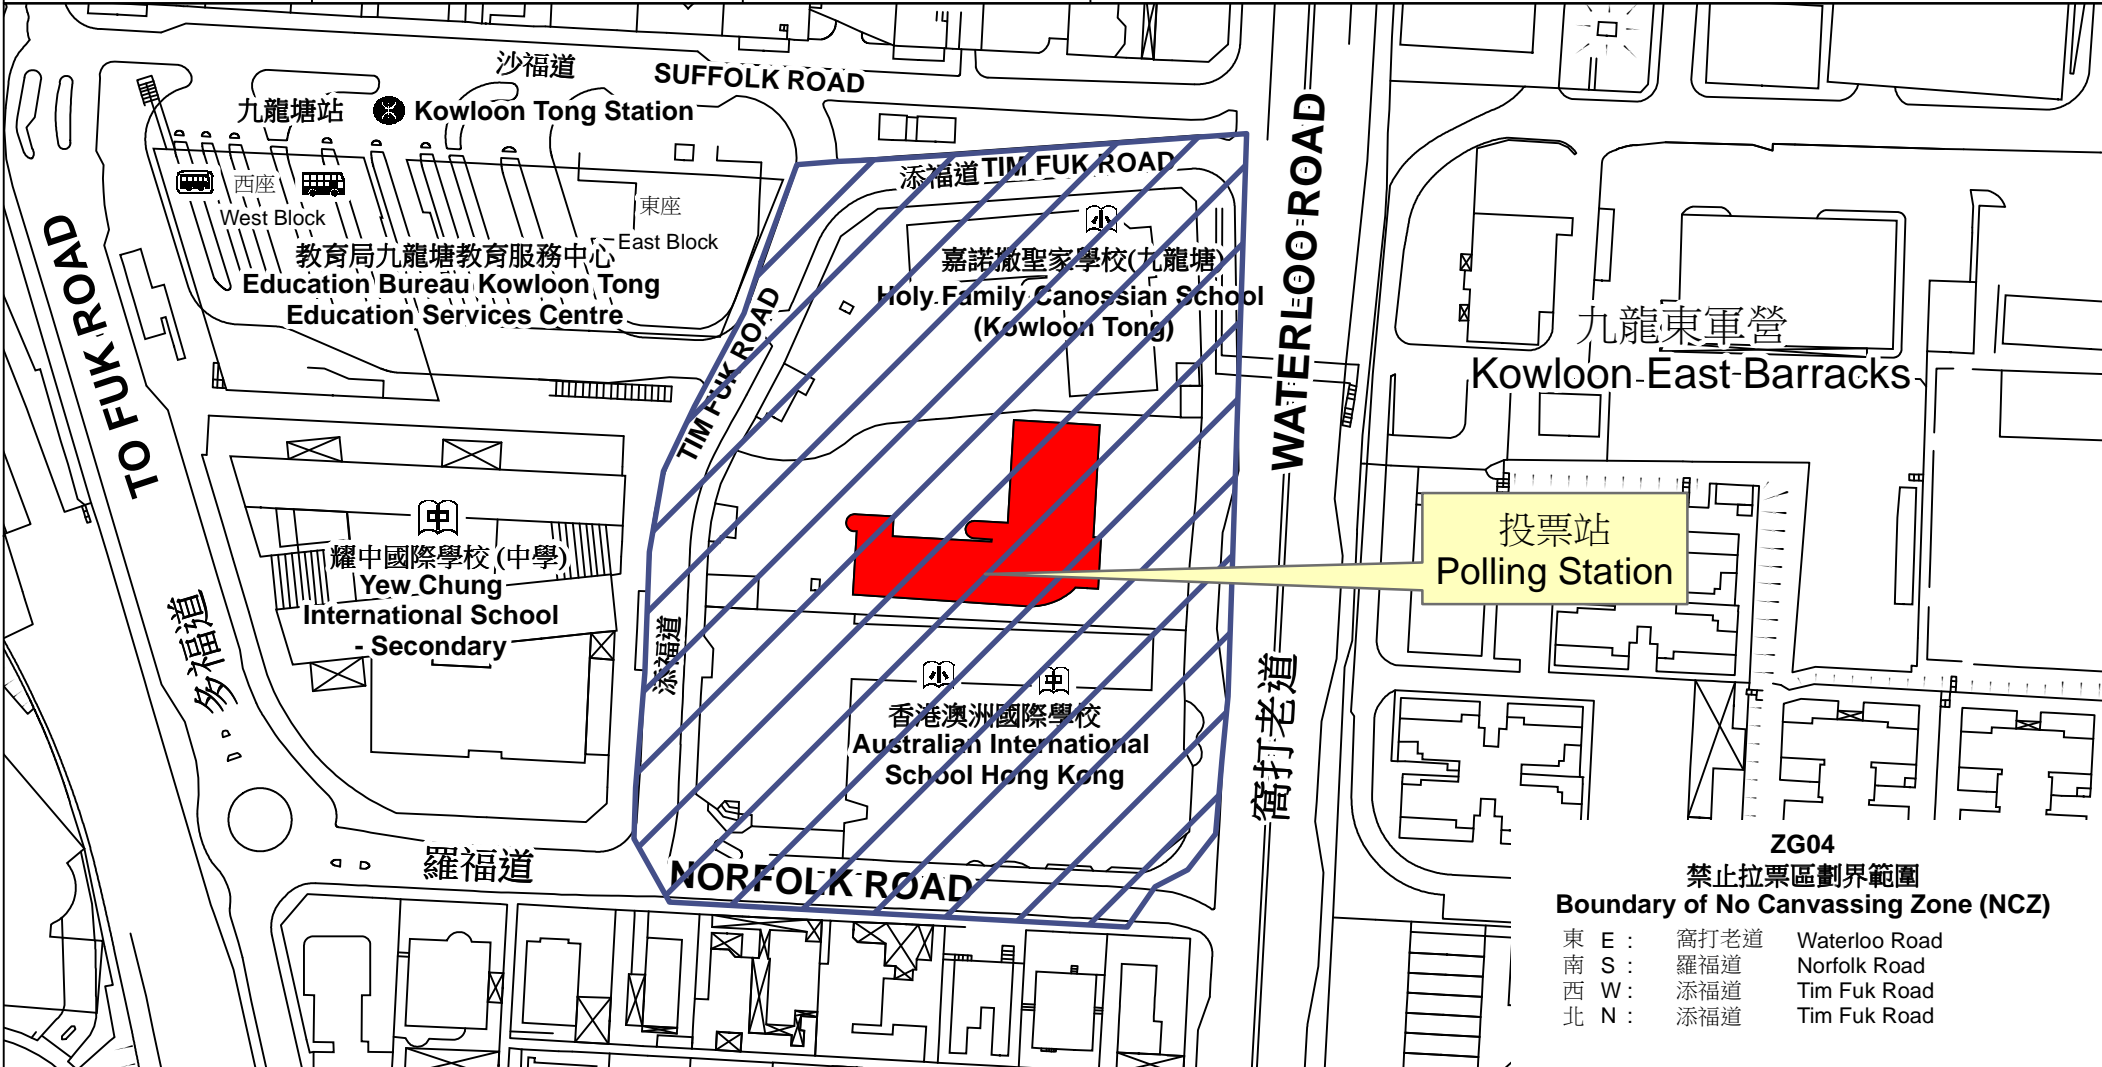 沙福道
SUFFOLK ROAD
九龍塘站 Kowloon Tong Station
西座
West Block
東座
East Block
教育局九龍塘教育服務中心
Education Bureau Kowloon Tong
Education Services Centre
TO FUK ROAD
多福道
添福道 TIM FUK ROAD
小
嘉諾撒聖家學校(九龍塘)
Holy Family Canossian School
(Kowloon Tong)
TIM FUK ROAD
添福道
WATERLOO ROAD
窩打老道
九龍東軍營
Kowloon East Barracks
中
耀中國際學校 (中學)
Yew Chung
International School
- Secondary
投票站
Polling Station
小 中
香港澳洲國際學校
Australian International
School Hong Kong
羅福道
NORFOLK ROAD
ZG04
禁止拉票區劃界範圍
Boundary of No Canvassing Zone (NCZ)
東 E : 窩打老道 Waterloo Road
南 S : 羅福道 Norfolk Road
西 W : 添福道 Tim Fuk Road
北 N : 添福道 Tim Fuk Road